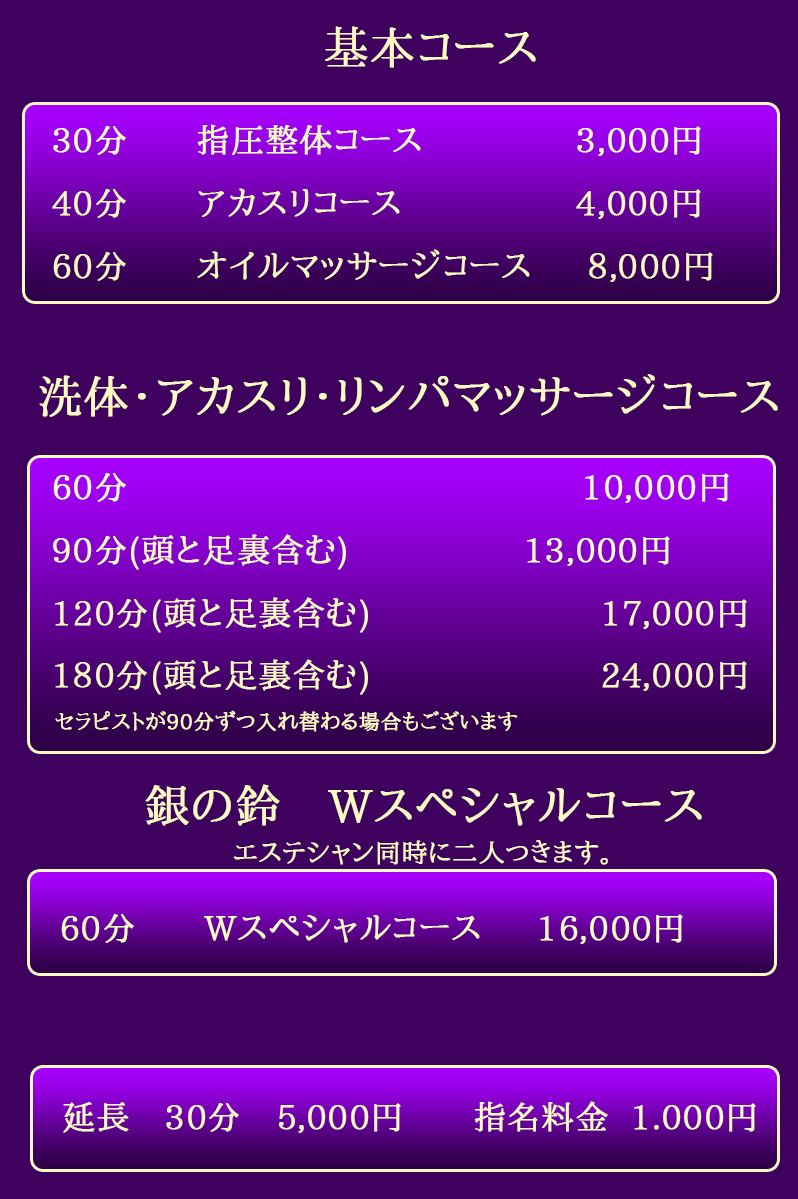 基本コース
30分 指圧整体コース 3,000円
40分 アカスリコース 4,000円
60分 オイルマッサージコース 8,000円
洗体・アカスリ・リンパマッサージコース
60分 10,000円
90分(頭と足裏含む) 13,000円
120分(頭と足裏含む) 17,000円
180分(頭と足裏含む) 24,000円
セラピストが90分ずつ入れ替わる場合もございます
銀の鈴 Wスペシャルコース
エステシャン同時に二人つきます。
60分 Wスペシャルコース 16,000円
延長 30分 5,000円 指名料金 1.000円